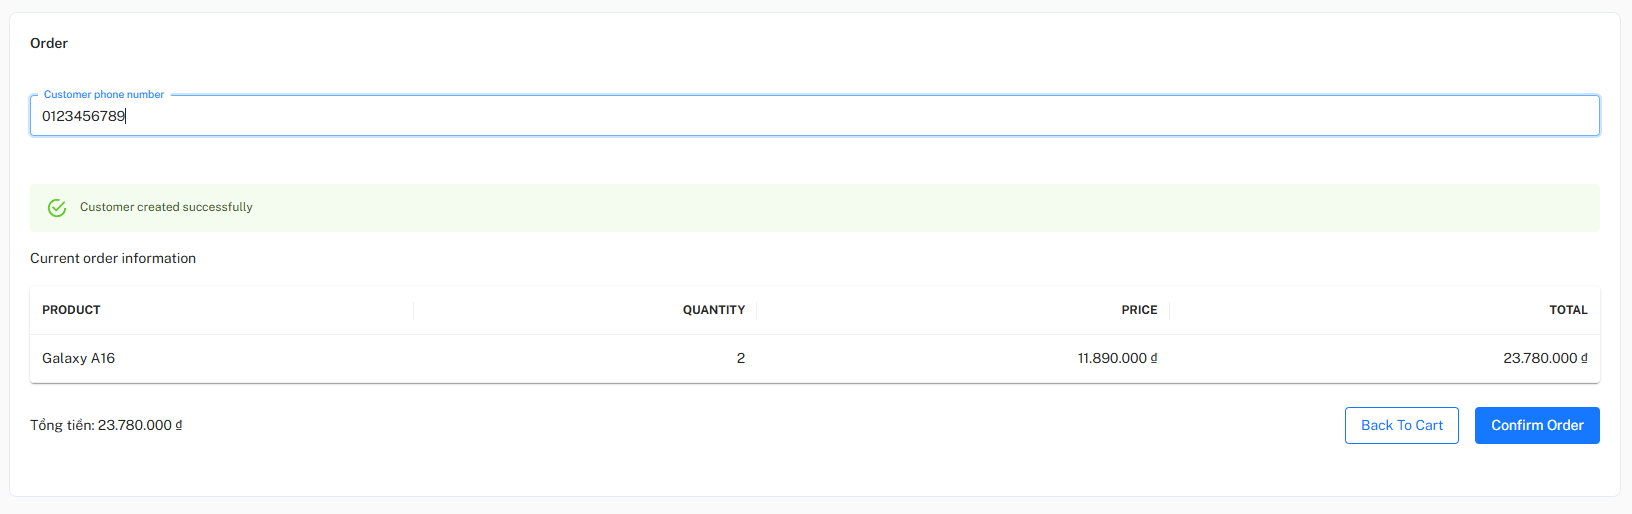 Order
Customer phone number
0123456789
Customer created successfully
Current order information
PRODUCT QUANTITY PRICE TOTAL
Galaxy A16 2 11.890.000 ₫ 23.780.000 ₫
Tổng tiền: 23.780.000 ₫ Back To Cart Confirm Order